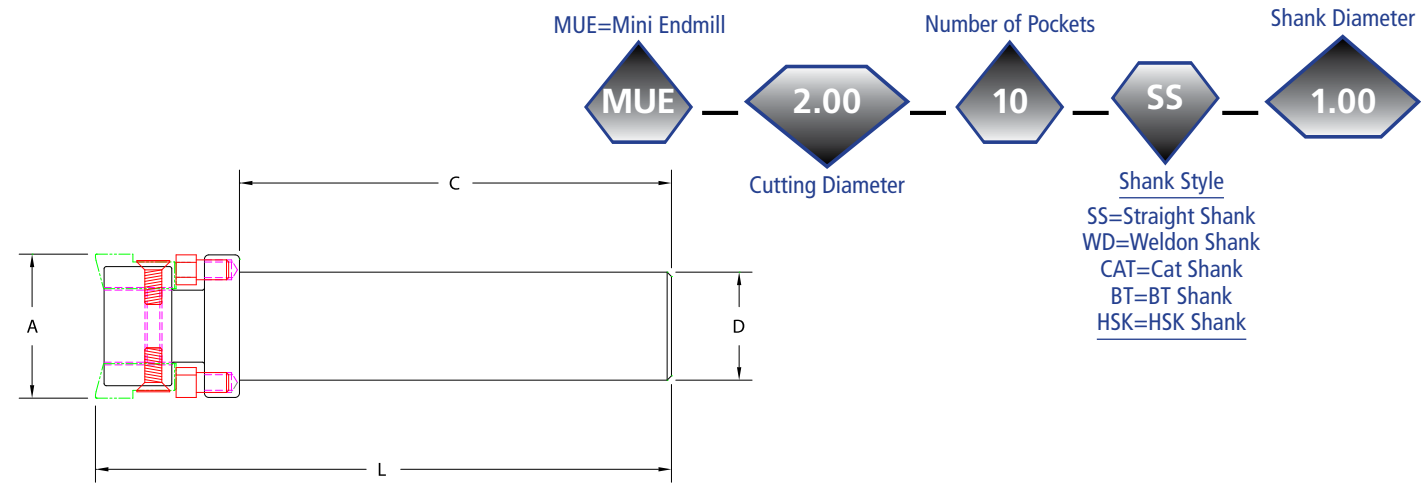 MUE=Mini Endmill
Number of Pockets
Shank Diameter
MUE
2.00
10
SS
1.00
Cutting Diameter
Shank Style
SS=Straight Shank
WD=Weldon Shank
CAT=Cat Shank
BT=BT Shank
HSK=HSK Shank
C
A
D
L